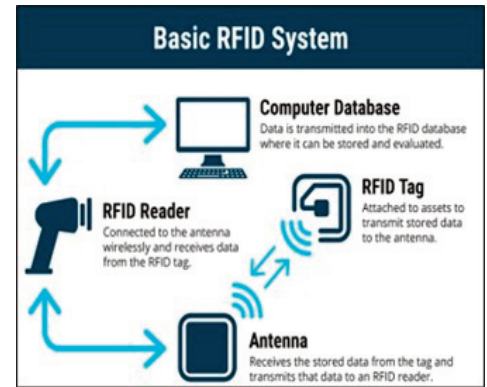 Basic RFID System
Computer Database
Data is transmitted into the RFID database
where it can be stored and evaluated.
RFID Tag
Attached to assets to
transmit stored data
to the antenna.
RFID Reader
Connected to the antenna
wirelessly and receives data
from the RFID tag.
Antenna
Receives the stored data from the tag and
transmits that data to an RFID reader.